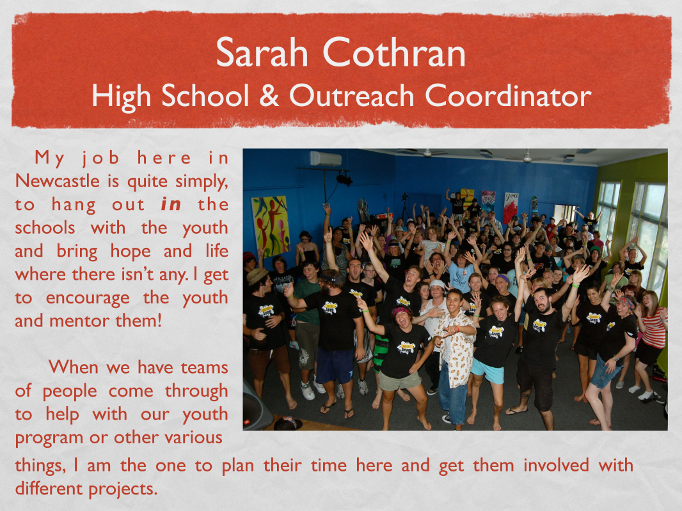 Sarah Cothran
High School & Outreach Coordinator
My job here in
Newcastle is quite simply,
to hang out in the
schools with the youth
and bring hope and life
where there isn't any. I get
to encourage the youth
and mentor them!
When we have teams
of people come through
to help with our youth
program or other various
things, I am the one to plan their time here and get them involved with
different projects.